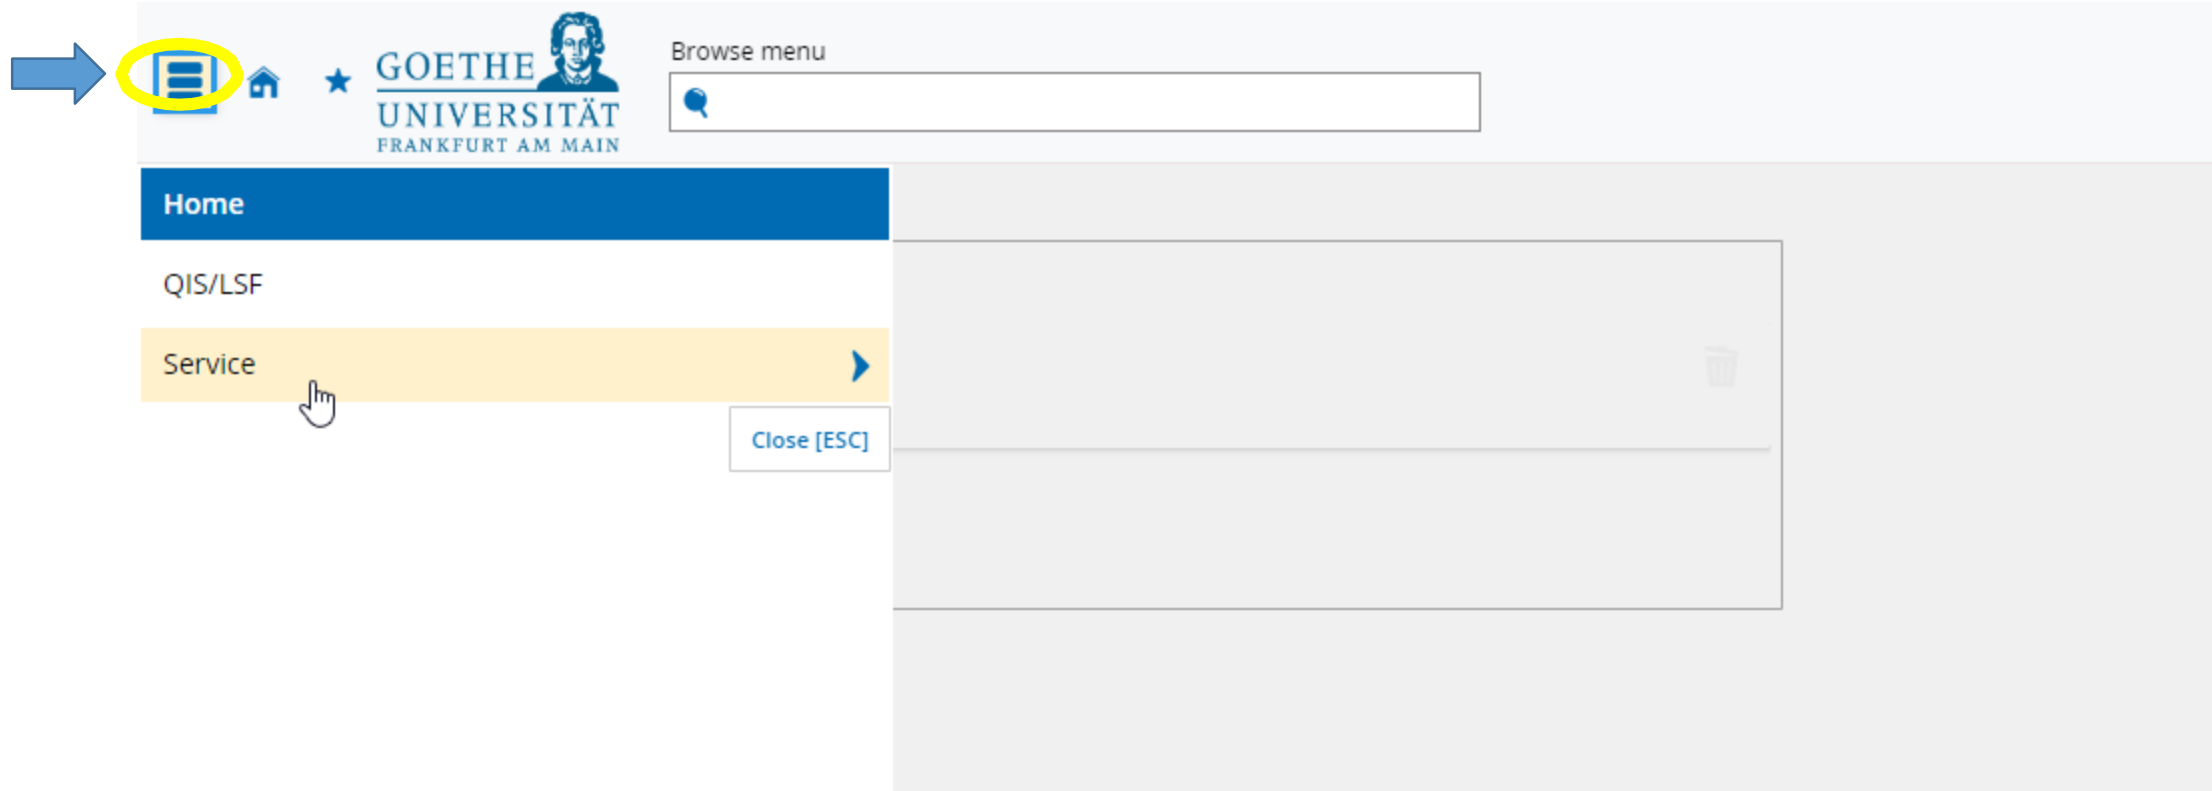 Browse menu
GOETHE
UNIVERSITÄT
FRANKFURT AM MAIN
Home
QIS/LSF
Service
Close [ESC]